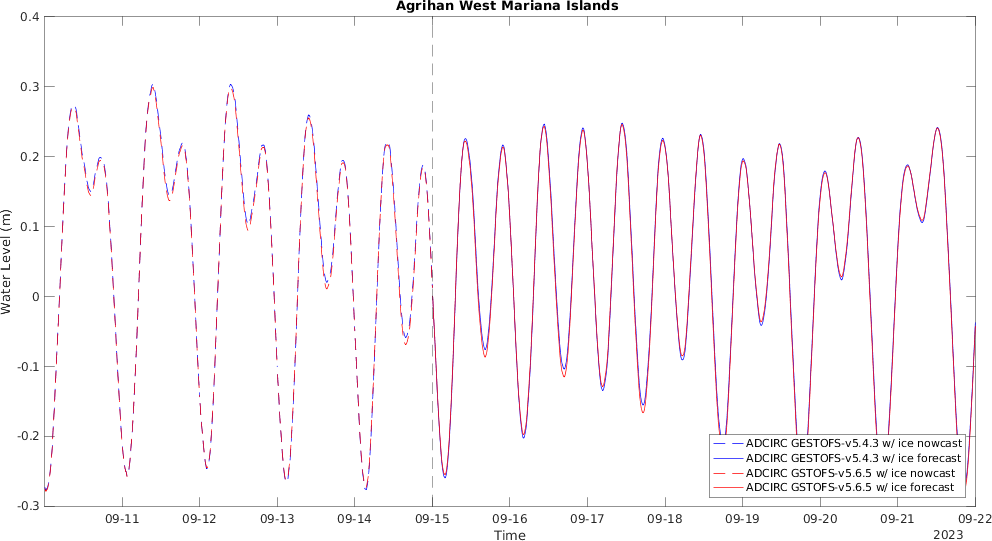 Agrihan West Mariana Islands
0.4
0.3
0.2
0.1
0
-0.1
-0.2
-0.3
Water Level (m)
ADCIRC GESTOFS-v5.4.3 w/ ice nowcast
ADCIRC GSTOFS-v5.4.3 w/ ice forecast
ADCIRC GSTOFS-v5.6.5 w/ ice nowcast
ADCIRC GSTOFS-v5.6.5 w/ ice forecast
09-11 09-12 09-13 09-14 09-15 09-16 09-17 09-18 09-19 09-20 09-21 09-22
Time
2023